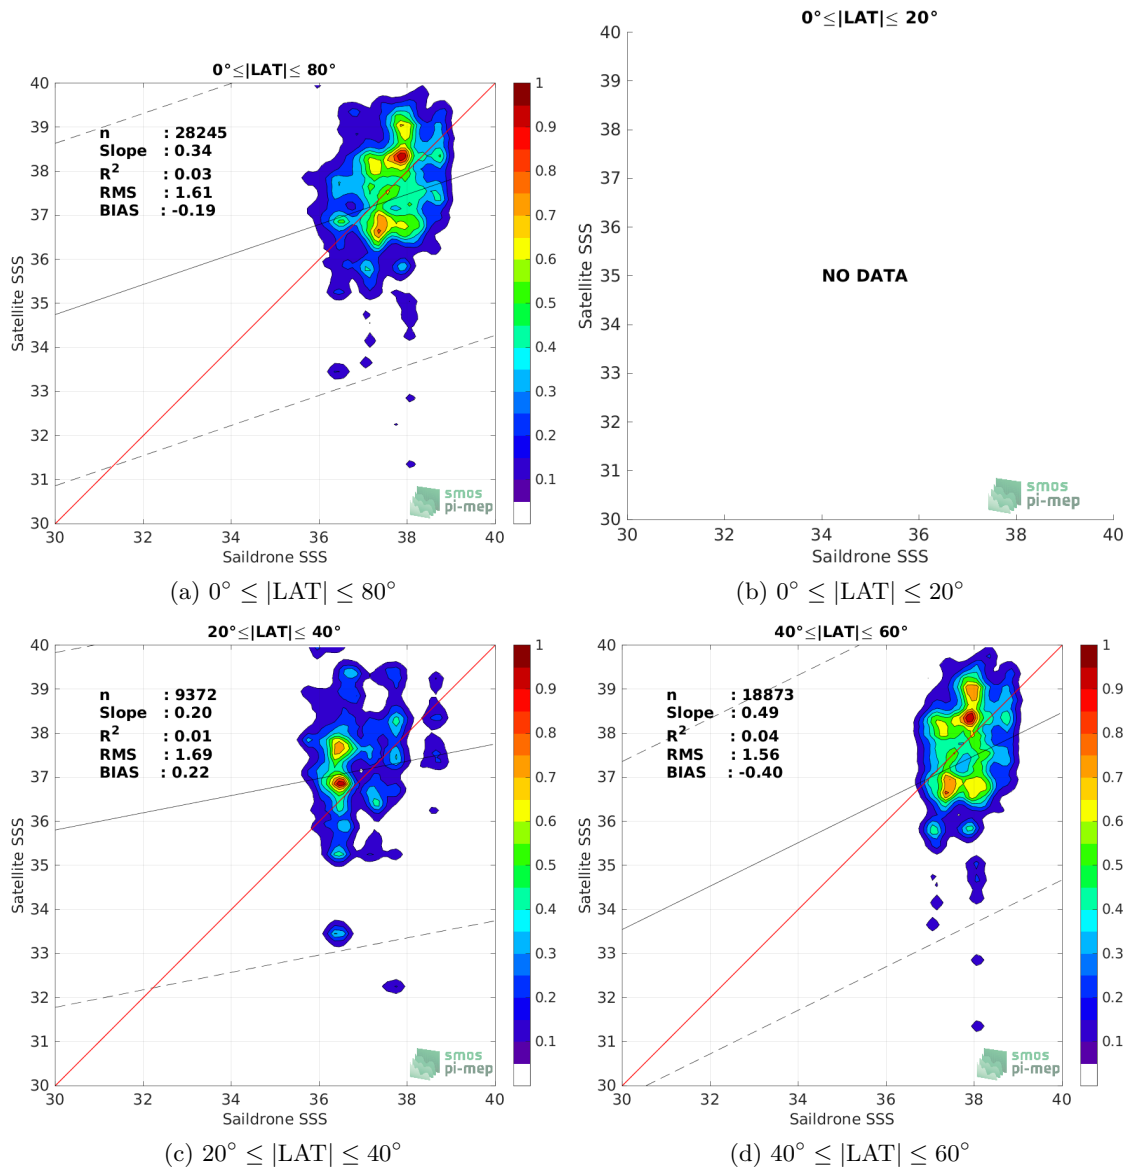 0°≤|LAT|≤ 80°
40
39
38
37
36
35
34
33
32
31
30
Satellite SSS
n : 28245
Slope : 0.34
R² : 0.03
RMS : 1.61
BIAS : -0.19
smos
pi-mep
30 32 34 36 38 40
Saildrone SSS
1
0.9
0.8
0.7
0.6
0.5
0.4
0.3
0.2
0.1
(a) 0° ≤ |LAT| ≤ 80°
0°≤|LAT|≤ 20°
40
39
38
37
36
35
34
33
32
31
30
Satellite SSS
NO DATA
smos
pi-mep
30 32 34 36 38 40
Saildrone SSS
(b) 0° ≤ |LAT| ≤ 20°
20°≤|LAT|≤ 40°
40
39
38
37
36
35
34
33
32
31
30
Satellite SSS
n : 9372
Slope : 0.20
R² : 0.01
RMS : 1.69
BIAS : 0.22
smos
pi-mep
30 32 34 36 38 40
Saildrone SSS
1
0.9
0.8
0.7
0.6
0.5
0.4
0.3
0.2
0.1
(c) 20° ≤ |LAT| ≤ 40°
40°≤|LAT|≤ 60°
40
39
38
37
36
35
34
33
32
31
30
Satellite SSS
n : 18873
Slope : 0.49
R² : 0.04
RMS : 1.56
BIAS : -0.40
smos
pi-mep
30 32 34 36 38 40
Saildrone SSS
1
0.9
0.8
0.7
0.6
0.5
0.4
0.3
0.2
0.1
(d) 40° ≤ |LAT| ≤ 60°